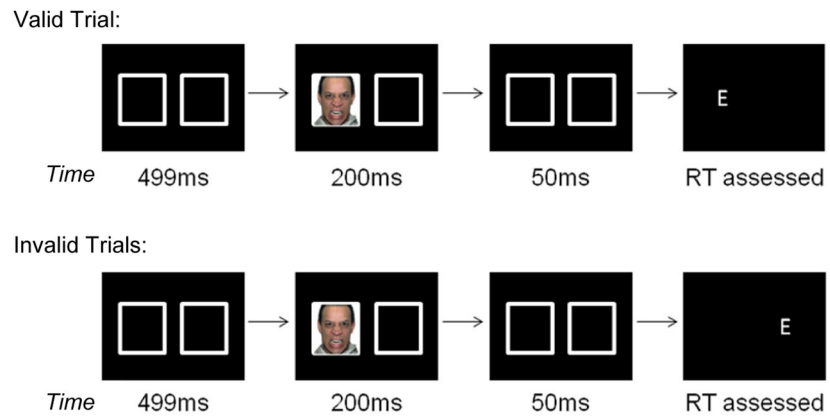 Valid Trial:
E
Time 499ms 200ms 50ms RT assessed
Invalid Trials:
E
Time 499ms 200ms 50ms RT assessed